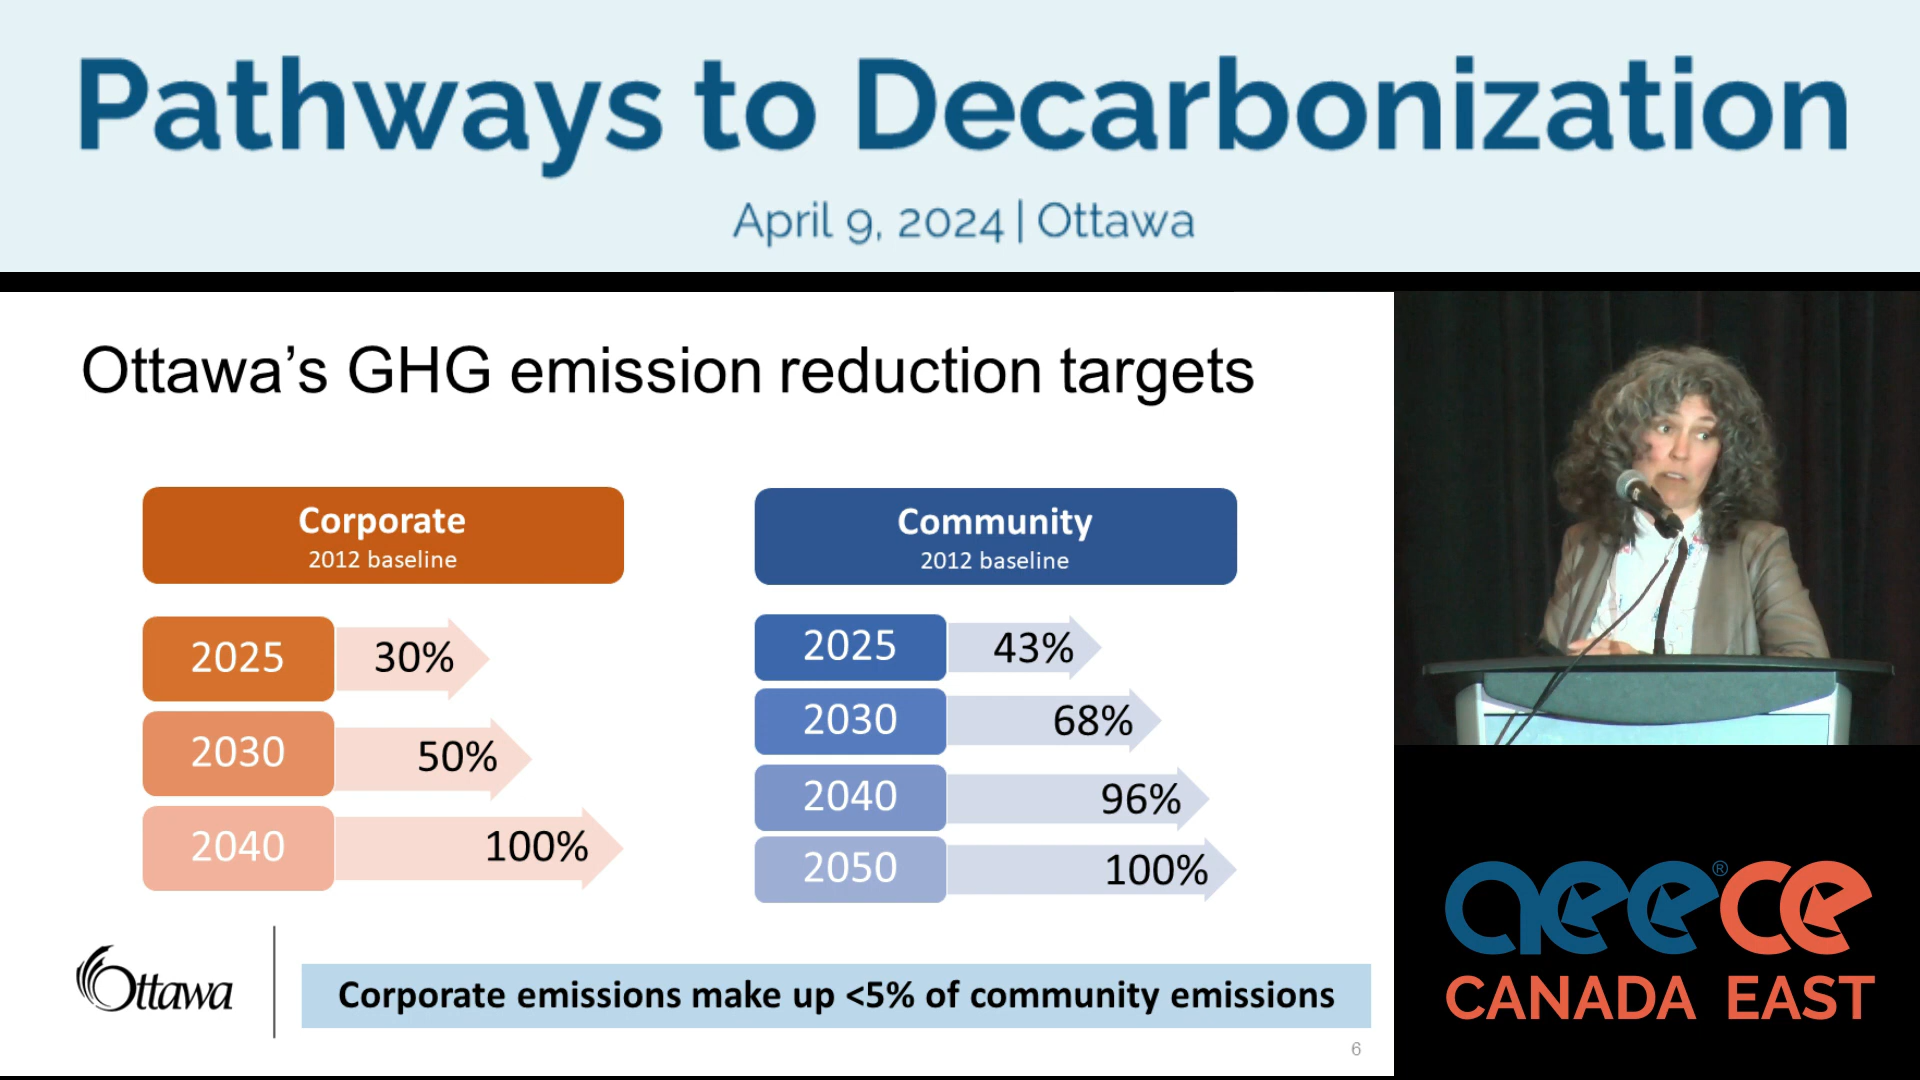 Pathways to Decarbonization
April 9, 2024 | Ottawa
Ottawa's GHG emission reduction targets
Corporate
2012 baseline
2025 30%
2030 50%
2040 100%
Community
2012 baseline
2025 43%
2030 68%
2040 96%
2050 100%
Ottawa
Corporate emissions make up <5% of community emissions
6
aeece®
CANADA EAST